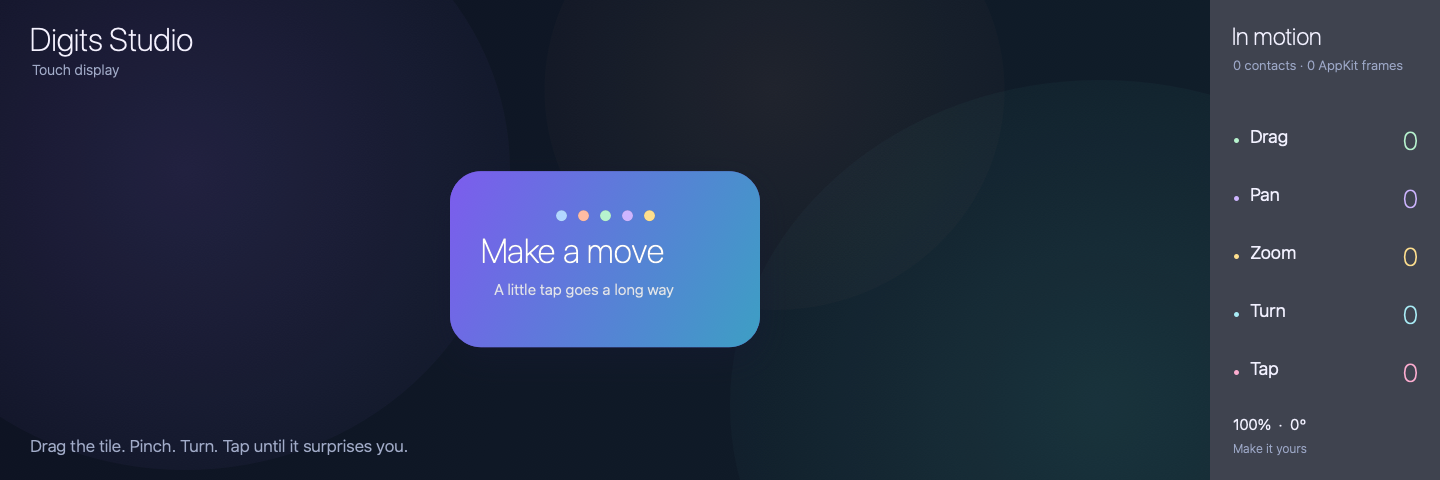 Digits Studio
Touch display
Make a move
A little tap goes a long way
Drag the tile. Pinch. Turn. Tap until it surprises you.
In motion
0 contacts · 0 AppKit frames
Drag 0
Pan 0
Zoom 0
Turn 0
Tap 0
100% · 0°
Make it yours